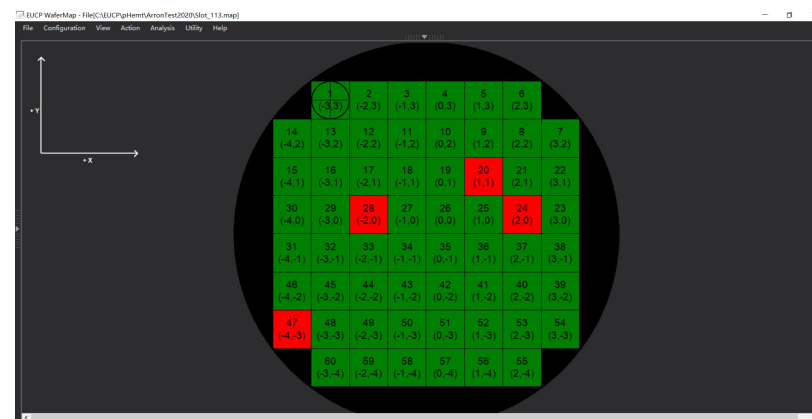 EUCP WaferMap - File[C:\EUCP\pHemt\ArronTest2020\Slot_113.map]
File Configuration View Action Analysis Utility Help
+ Y
+ X
1 2 3 4 5 6
(-3,3) (-2,3) (-1,3) (0,3) (1,3) (2,3)
14 13 12 11 10 9 8 7
(-4,2) (-3,2) (-2,2) (-1,2) (0,2) (1,2) (2,2) (3,2)
15 16 17 18 19 20 21 22
(-4,1) (-3,1) (-2,1) (-1,1) (0,1) (1,1) (2,1) (3,1)
30 29 28 27 26 25 24 23
(-4,0) (-3,0) (-2,0) (-1,0) (0,0) (1,0) (2,0) (3,0)
31 32 33 34 35 36 37 38
(-4,-1) (-3,-1) (-2,-1) (-1,-1) (0,-1) (1,-1) (2,-1) (3,-1)
46 45 44 43 42 41 40 39
(-4,-2) (-3,-2) (-2,-2) (-1,-2) (0,-2) (1,-2) (2,-2) (3,-2)
47 48 49 50 51 52 53 54
(-4,-3) (-3,-3) (-2,-3) (-1,-3) (0,-3) (1,-3) (2,-3) (3,-3)
60 59 58 57 56 55
(-3,-4) (-2,-4) (-1,-4) (0,-4) (1,-4) (2,-4)